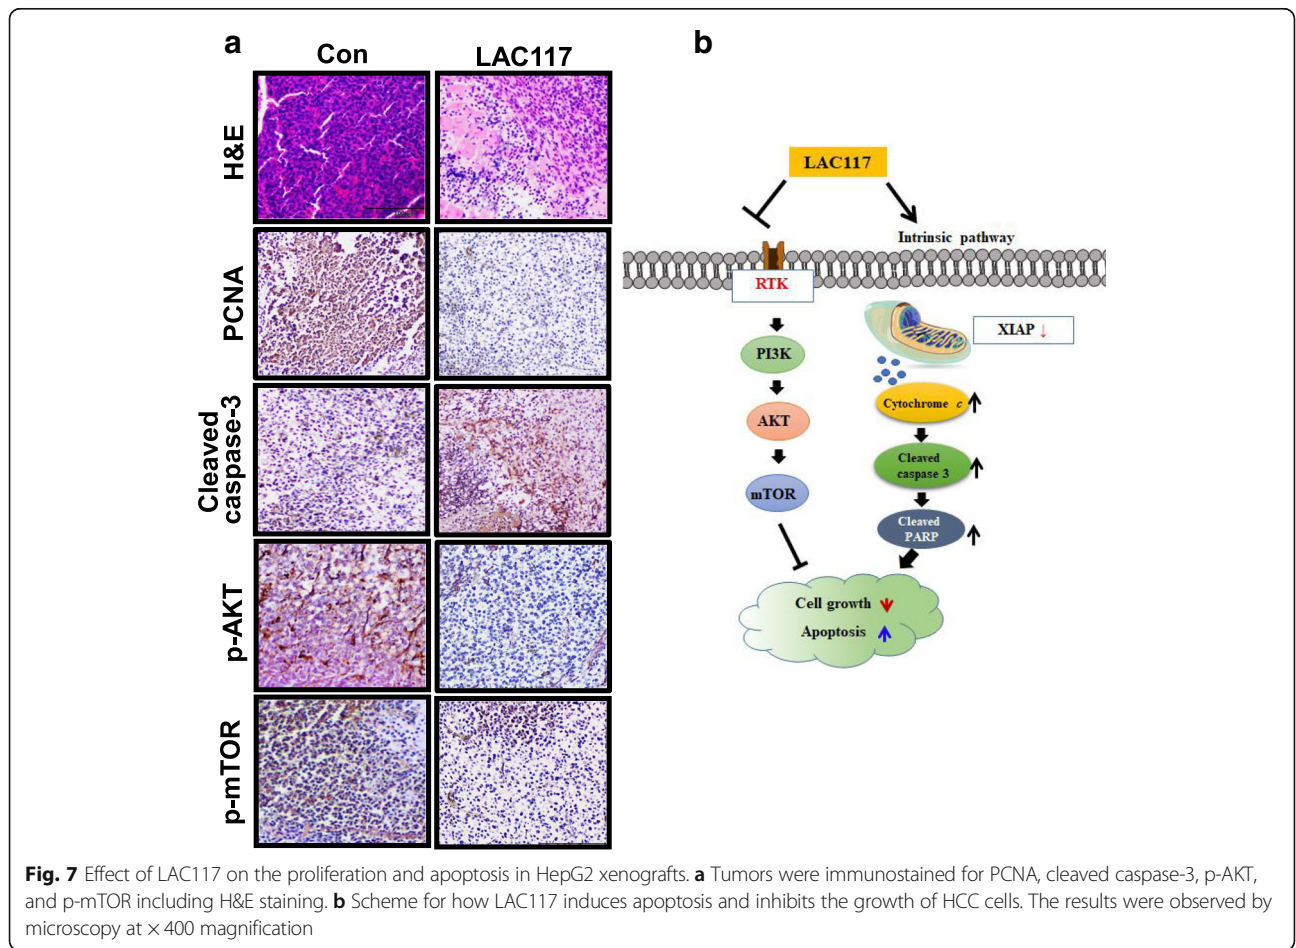 a
Con
LAC117
H&E
PCNA
Cleaved
caspase-3
p-AKT
p-mTOR
b
LAC117
Intrinsic pathway
RTK
XIAP ↓
PI3K
Cytochrome c
AKT
Cleaved
caspase 3
mTOR
Cleaved
PARP
Cell growth
Apoptosis
Fig. 7 Effect of LAC117 on the proliferation and apoptosis in HepG2 xenografts. a Tumors were immunostained for PCNA, cleaved caspase-3, p-AKT,
and p-mTOR including H&E staining. b Scheme for how LAC117 induces apoptosis and inhibits the growth of HCC cells. The results were observed by
microscopy at × 400 magnification